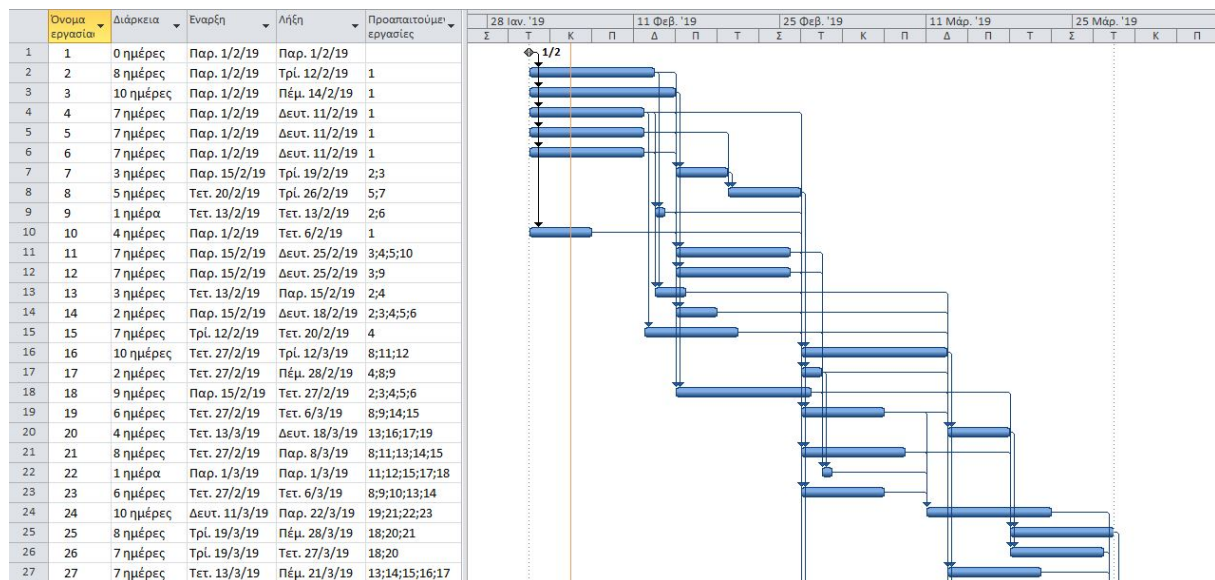 Όνομα εργασίας Διάρκεια Έναρξη Λήξη Προαπαιτούμες εργασίες
28 Ιαν. '19 11 Φεβ. '19 25 Φεβ. '19 11 Μάρ. '19 25 Μάρ. '19
Σ Τ Κ Π Δ Π Τ Σ Τ Κ Π Δ Π Τ Σ Τ Κ Π
1 1 0 ημέρες Παρ. 1/2/19 Παρ. 1/2/19 1/2
2 2 8 ημέρες Παρ. 1/2/19 Τρί. 12/2/19 1
3 3 10 ημέρες Παρ. 1/2/19 Πέμ. 14/2/19 1
4 4 7 ημέρες Παρ. 1/2/19 Δευτ. 11/2/19 1
5 5 7 ημέρες Παρ. 1/2/19 Δευτ. 11/2/19 1
6 6 7 ημέρες Παρ. 1/2/19 Δευτ. 11/2/19 1
7 7 3 ημέρες Παρ. 15/2/19 Τρί. 19/2/19 2;3
8 8 5 ημέρες Τετ. 20/2/19 Τρί. 26/2/19 5;7
9 9 1 ημέρα Τετ. 13/2/19 Τετ. 13/2/19 2;6
10 10 4 ημέρες Παρ. 1/2/19 Τετ. 6/2/19 1
11 11 7 ημέρες Παρ. 15/2/19 Δευτ. 25/2/19 3;4;5;10
12 12 7 ημέρες Παρ. 15/2/19 Δευτ. 25/2/19 3;9
13 13 3 ημέρες Τετ. 13/2/19 Παρ. 15/2/19 2;4
14 14 2 ημέρες Παρ. 15/2/19 Δευτ. 18/2/19 2;3;4;5;6
15 15 7 ημέρες Τρί. 12/2/19 Τετ. 20/2/19 4
16 16 10 ημέρες Τετ. 27/2/19 Τρί. 12/3/19 8;11;12
17 17 2 ημέρες Τετ. 27/2/19 Πέμ. 28/2/19 4;8;9
18 18 9 ημέρες Παρ. 15/2/19 Τετ. 27/2/19 2;3;4;5;6
19 19 6 ημέρες Τετ. 27/2/19 Τετ. 6/3/19 8;9;14;15
20 20 4 ημέρες Τετ. 13/3/19 Δευτ. 18/3/19 13;16;17;19
21 21 8 ημέρες Τετ. 27/2/19 Παρ. 8/3/19 8;11;13;14;15
22 22 1 ημέρα Παρ. 1/3/19 Παρ. 1/3/19 11;12;15;17;18
23 23 6 ημέρες Τετ. 27/2/19 Τετ. 6/3/19 8;9;10;13;14
24 24 10 ημέρες Δευτ. 11/3/19 Παρ. 22/3/19 19;21;22;23
25 25 8 ημέρες Τρί. 19/3/19 Πέμ. 28/3/19 18;20;21
26 26 7 ημέρες Τρί. 19/3/19 Τετ. 27/3/19 18;20
27 27 7 ημέρες Τετ. 13/3/19 Πέμ. 21/3/19 13;14;15;16;17